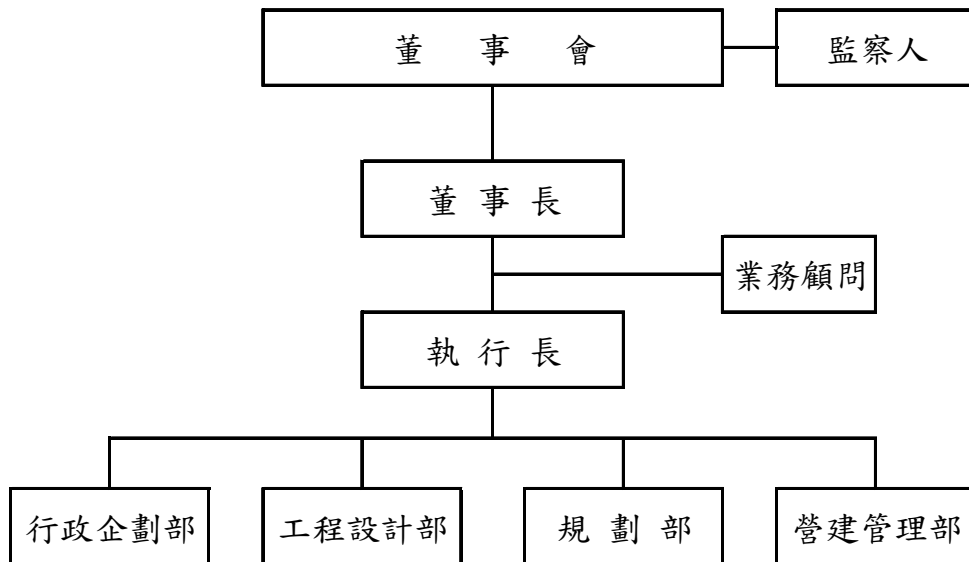 董事會
監察人
董事長
業務顧問
執行長
行政企劃部
工程設計部
規劃部
營建管理部